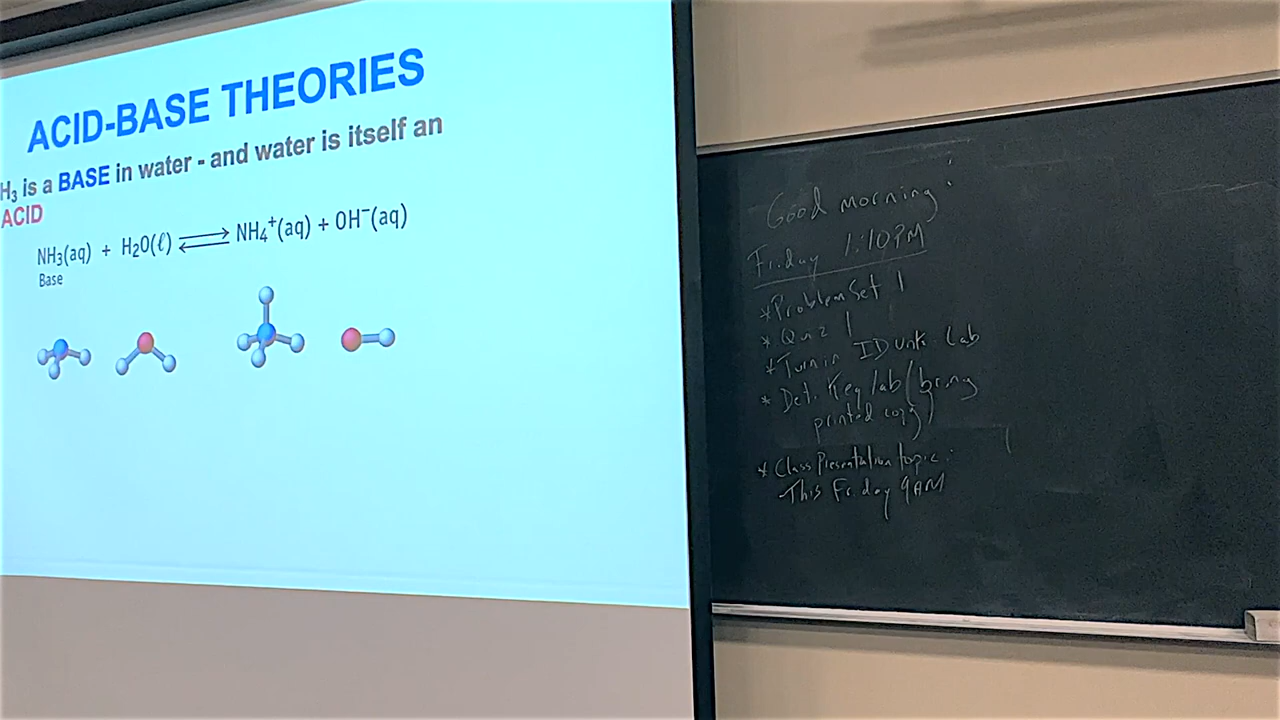 ACID-BASE THEORIES
H₃ is a BASE in water - and water is itself an
ACID
NH₃(aq) + H₂O(ℓ) ⇌ NH₄⁺(aq) + OH⁻(aq)
Base
Good morning!
Friday 1:10PM
*Problem Set 1
* Quiz 1
*Turn in ID Unk. Lab
* Det. Keq lab (bring
printed copy)
* Class Presentation topic:
This Friday 9AM